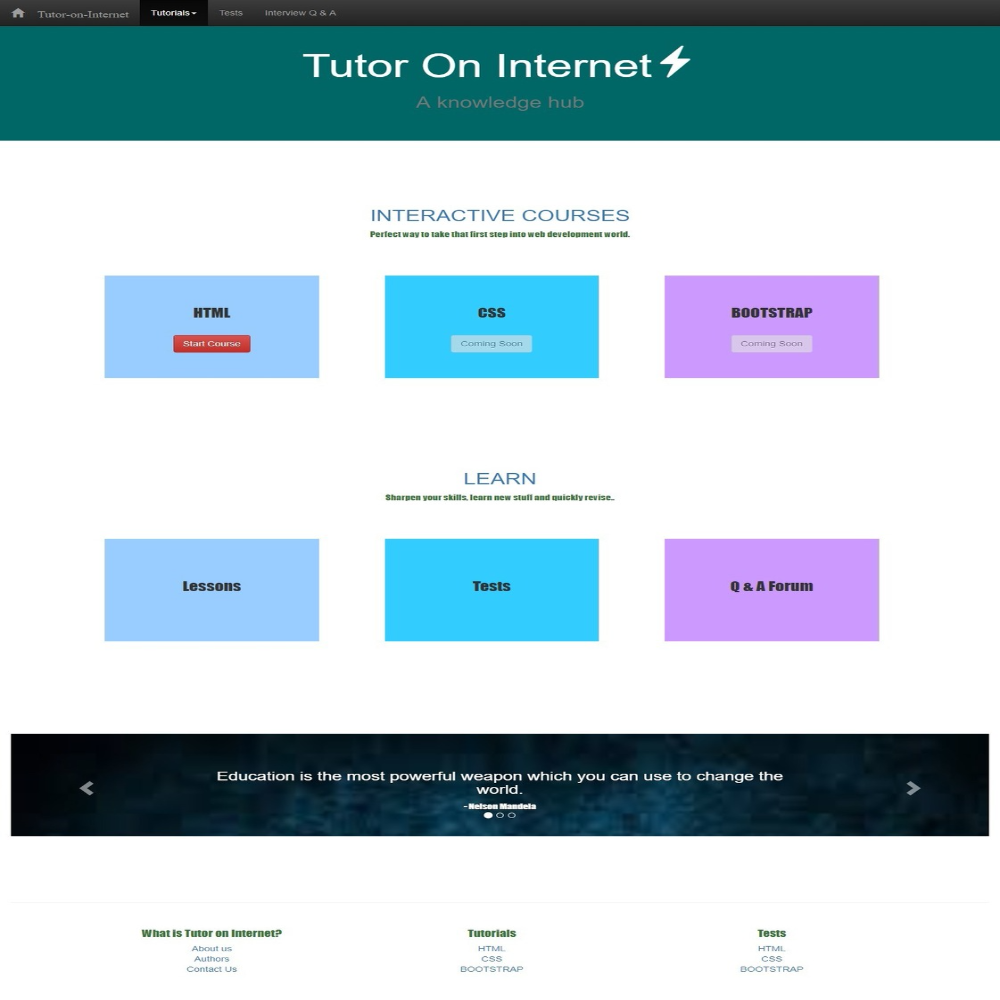 Tutor-on-Internet Tutorials Tests Interview Q & A
Tutor On Internet
A knowledge hub
INTERACTIVE COURSES
Perfect way to take that first step into web development world.
HTML CSS BOOTSTRAP
Start Course Coming Soon Coming Soon
LEARN
Sharpen your skills, learn new stuff and quickly revise..
Lessons Tests Q & A Forum
Education is the most powerful weapon which you can use to change the
world.
- Nelson Mandela
What is Tutor on Internet? Tutorials Tests
About us HTML HTML
Authors CSS CSS
Contact Us BOOTSTRAP BOOTSTRAP